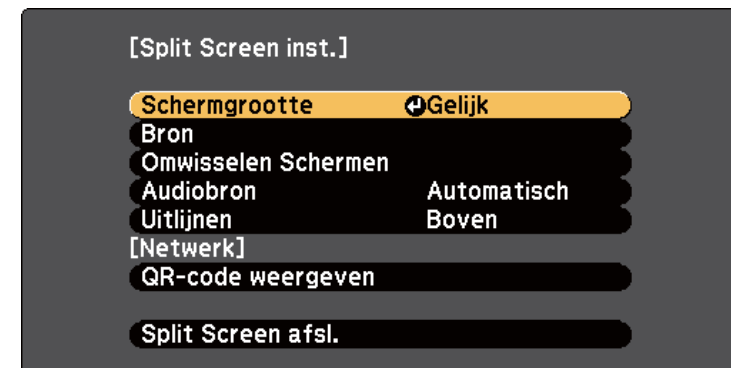 [Split Screen inst.]
Schermgrootte Gelijk
Bron
Omwisselen Schermen
Audiobron Automatisch
Uitlijnen Boven
[Netwerk]
QR-code weergeven
Split Screen afsl.